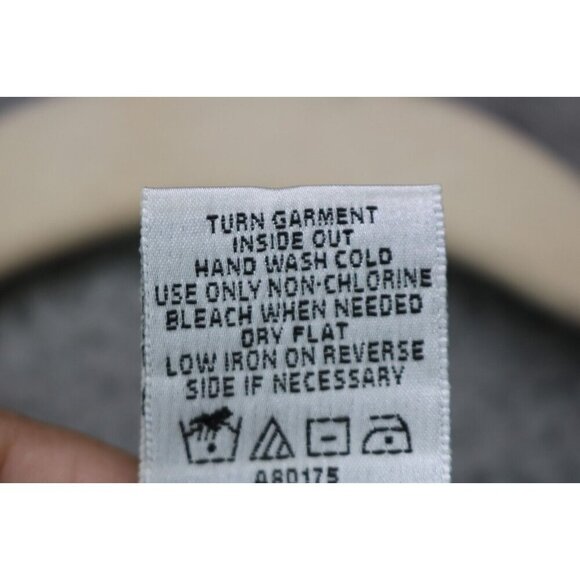 TURN GARMENT
INSIDE OUT
HAND WASH COLD
USE ONLY NON-CHLORINE
BLEACH WHEN NEEDED
DRY FLAT
LOW IRON ON REVERSE
SIDE IF NECESSARY
A80175